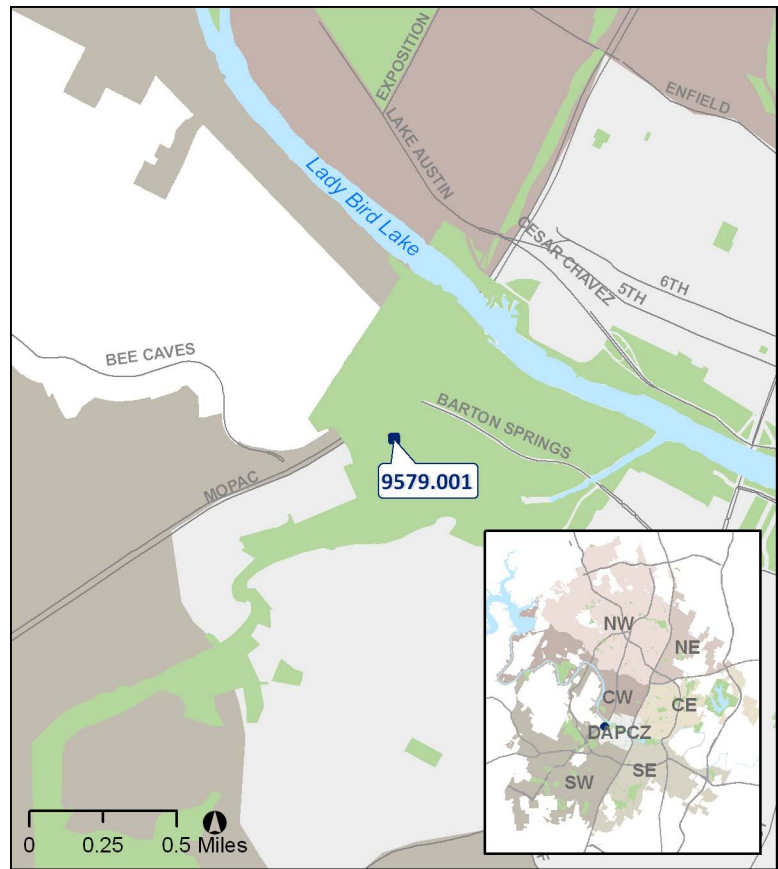 EXPOSITION
ENFIELD
LAKE AUSTIN
Lady Bird Lake
CESAR CHAVEZ
6TH
5TH
BEE CAVES
BARTON SPRINGS
MOPAC
9579.001
NW
NE
CW
CE
DAPCZ
SE
SW
0 0.25 0.5 Miles